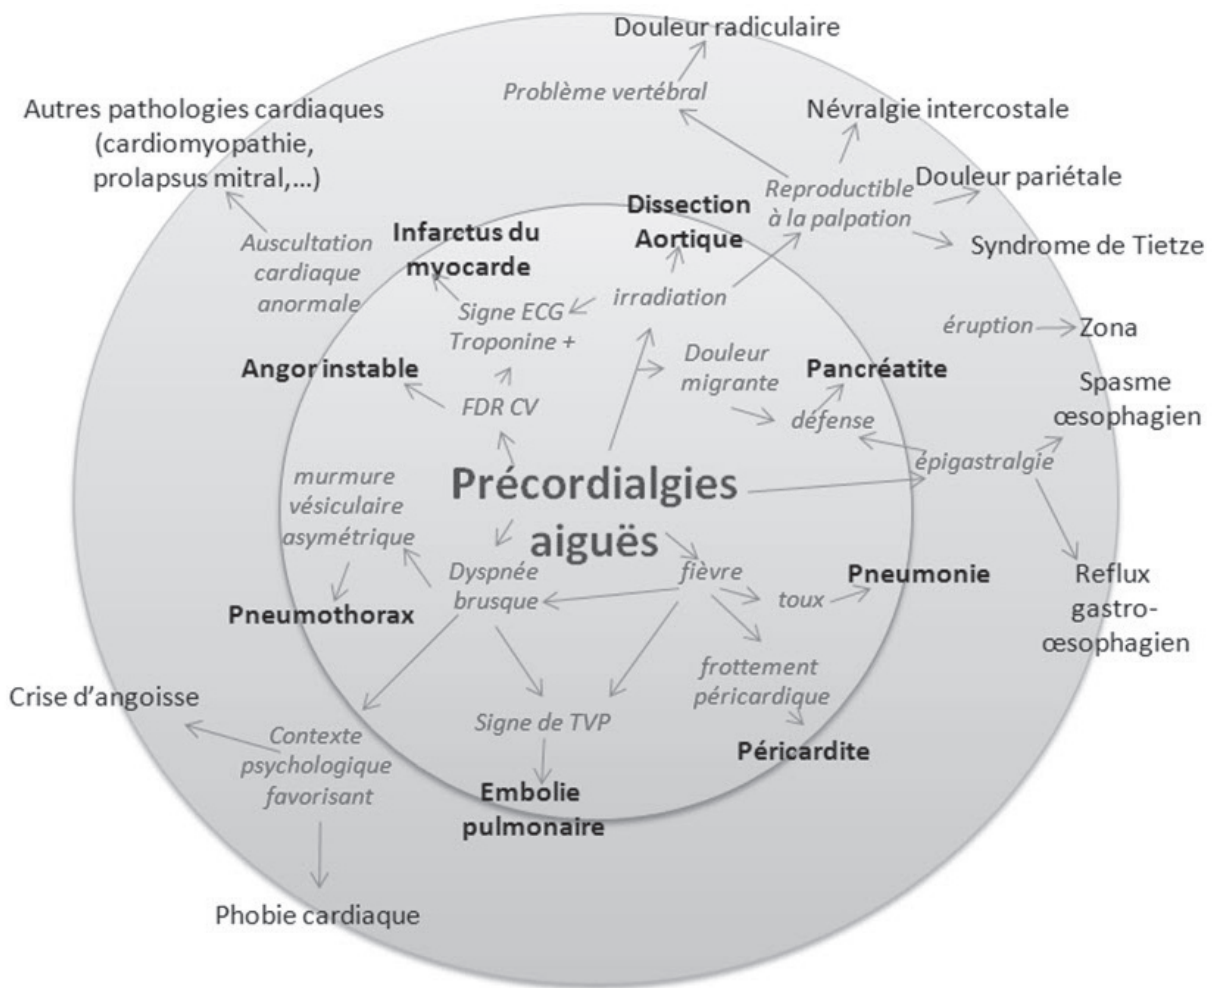 Douleur radiculaire
Problème vertébral
Autres pathologies cardiaques
(cardiomyopathie,
prolapsus mitral,...)
Névralgie intercostale
Reproductible
à la palpation
Douleur pariétale
Syndrome de Tietze
Auscultation
cardiaque
anormale
Infarctus du
myocarde
Dissection
Aortique
irradiation
Signe ECG
Troponine +
éruption
Zona
Angor instable
FDR CV
Douleur
migrante
Pancréatite
défense
Spasme
œsophagien
épigastralgie
murmure
vésiculaire
asymétrique
Précordialgies
aiguës
Dyspnée
brusque
fièvre
toux
Pneumonie
Reflux
gastro-
œsophagien
Pneumothorax
frottement
péricardique
Crise d'angoisse
Contexte
psychologique
favorisant
Signe de TVP
Péricardite
Embolie
pulmonaire
Phobie cardiaque